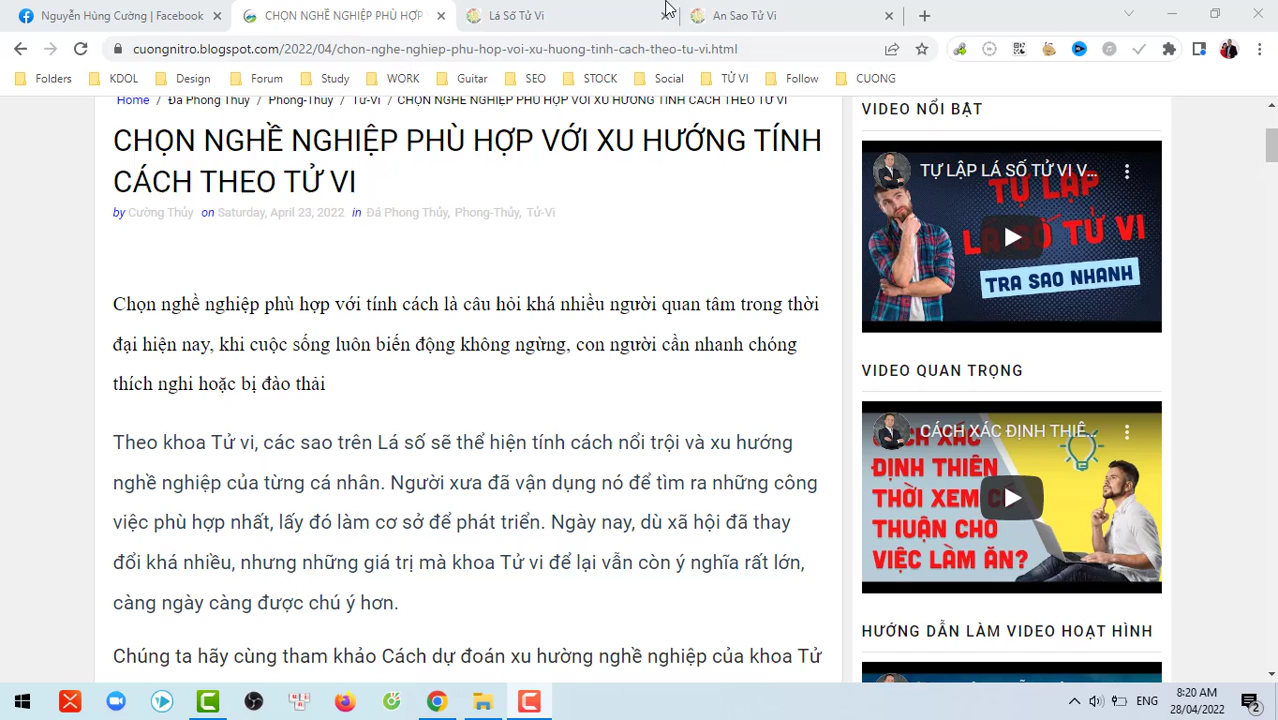 Nguyễn Hùng Cường | Facebook
CHỌN NGHỀ NGHIỆP PHÙ HỢP
Lá Số Tử Vi
An Sao Tử Vi
cuongnitro.blogspot.com/2022/04/chon-nghe-nghiep-phu-hop-voi-xu-huong-tinh-cach-theo-tu-vi.html
Folders KDOL Design Forum Study WORK Guitar SEO STOCK Social TỬ VI Follow CUONG
Home / Đá Phong Thủy / Phong-Thủy / Tử-Vi / CHỌN NGHỀ NGHIỆP PHÙ HỢP VỚI XU HƯỚNG TÍNH CÁCH THEO TỬ VI
CHỌN NGHỀ NGHIỆP PHÙ HỢP VỚI XU HƯỚNG TÍNH
CÁCH THEO TỬ VI
by Cường Thủy on Saturday, April 23, 2022 in Đá Phong Thủy, Phong-Thủy, Tử-Vi
Chọn nghề nghiệp phù hợp với tính cách là câu hỏi khá nhiều người quan tâm trong thời
đại hiện nay, khi cuộc sống luôn biến động không ngừng, con người cần nhanh chóng
thích nghi hoặc bị đào thải
Theo khoa Tử vi, các sao trên Lá số sẽ thể hiện tính cách nổi trội và xu hướng
nghề nghiệp của từng cá nhân. Người xưa đã vận dụng nó để tìm ra những công
việc phù hợp nhất, lấy đó làm cơ sở để phát triển. Ngày nay, dù xã hội đã thay
đổi khá nhiều, nhưng những giá trị mà khoa Tử vi để lại vẫn còn ý nghĩa rất lớn,
càng ngày càng được chú ý hơn.
Chúng ta hãy cùng tham khảo Cách dự đoán xu hường nghề nghiệp của khoa Tử
VIDEO NỔI BẬT
TỰ LẬP LÁ SỐ TỬ VI V...
TỰ LẬP
LÁ SỐ TỬ VI
TRA SAO NHANH
VIDEO QUAN TRỌNG
CÁCH XÁC ĐỊNH THIÊ...
CÁCH XÁC
ĐỊNH THIÊN
THỜI XEM CÓ
THUẬN CHO
VIỆC LÀM ĂN?
HƯỚNG DẪN LÀM VIDEO HOẠT HÌNH
ENG
8:20 AM
28/04/2022
2